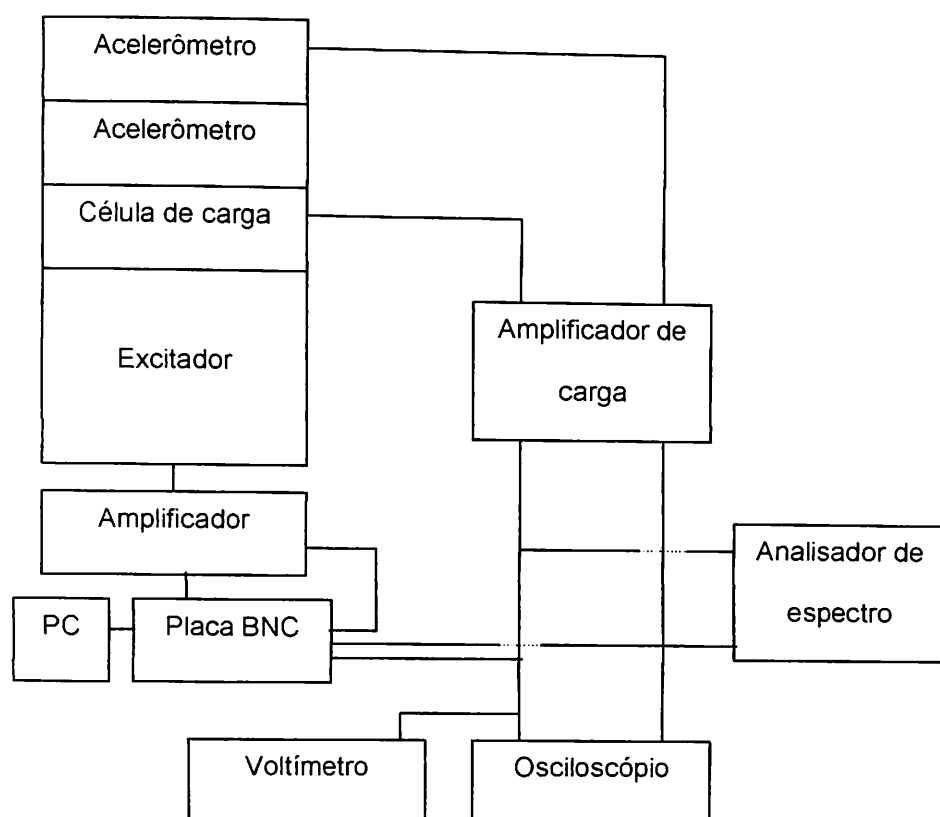 Acelerômetro
Acelerômetro
Célula de carga
Excitador
Amplificador de
carga
Amplificador
Analisador de
espectro
PC
Placa BNC
Voltímetro
Osciloscópio